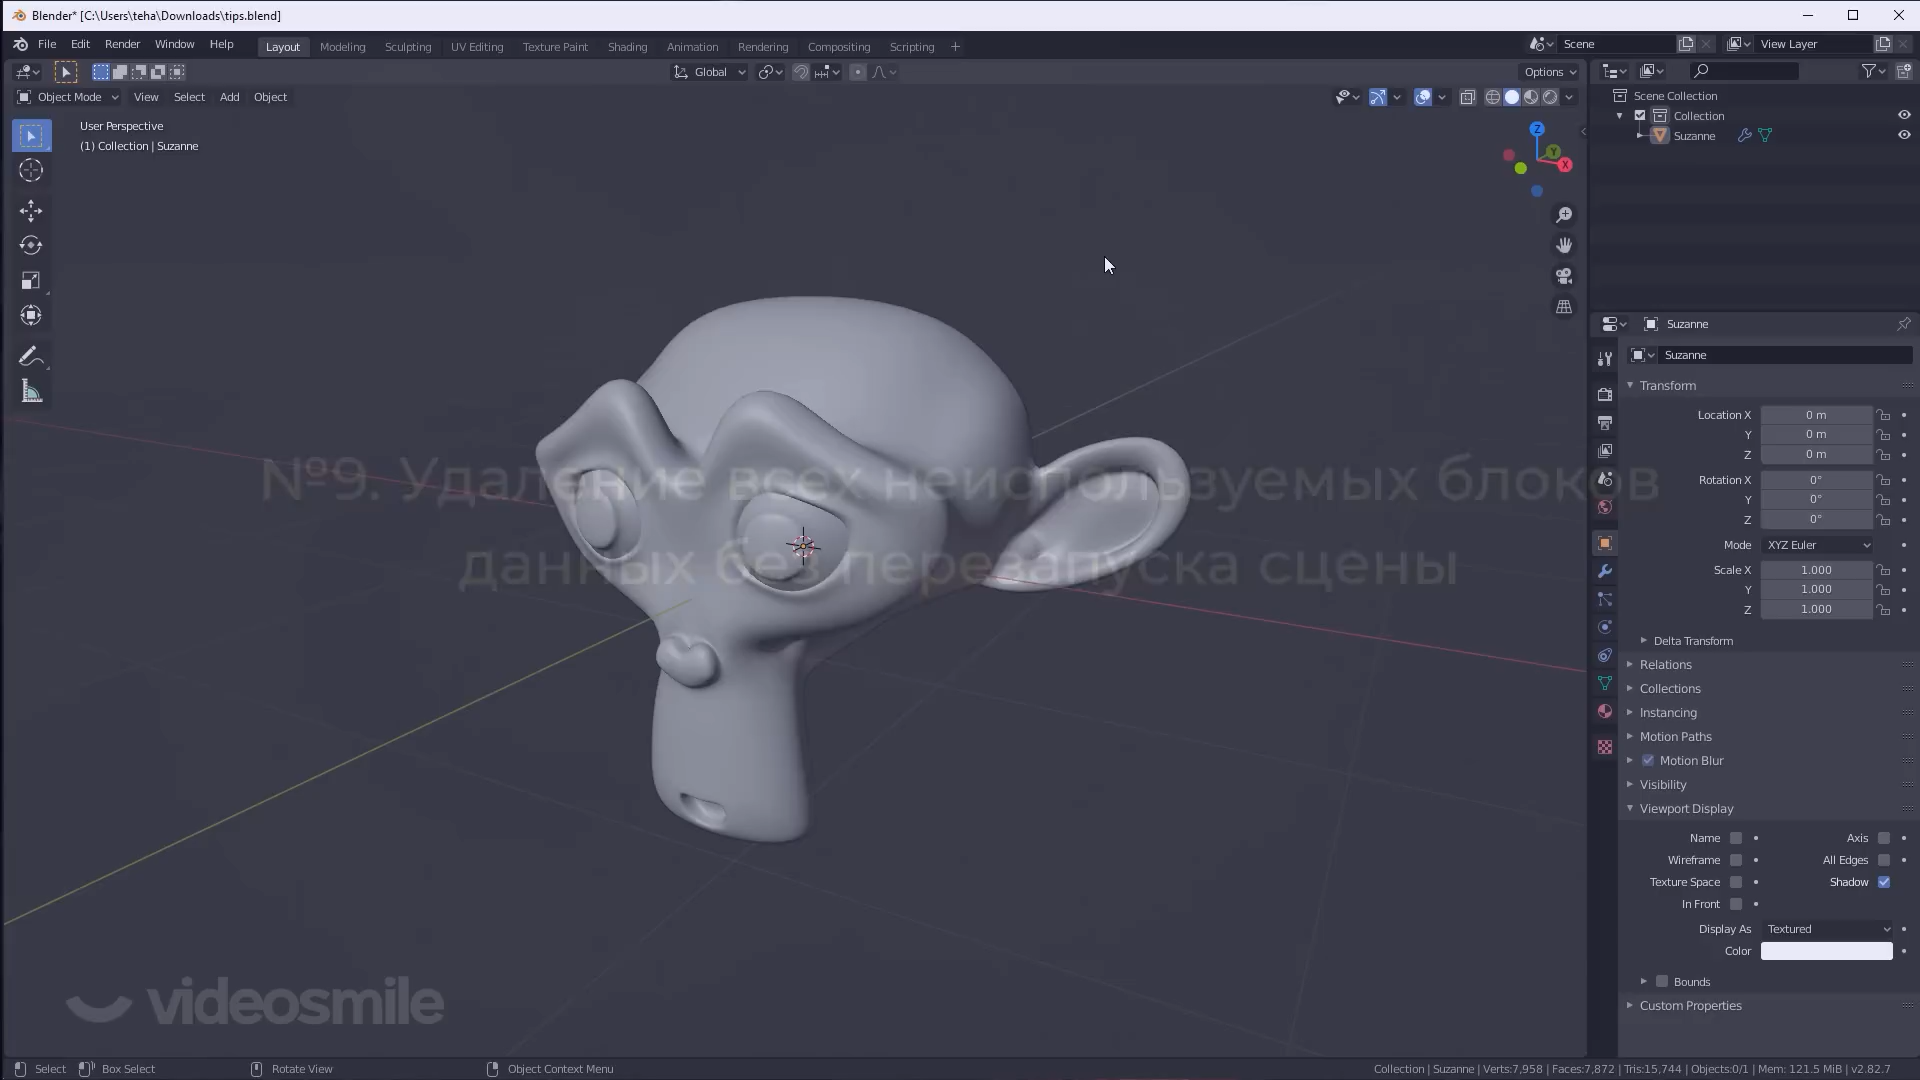 Blender* [C:\Users\teha\Downloads\tips.blend]
File Edit Render Window Help Layout Modeling Sculpting UV Editing Texture Paint Shading Animation Rendering Compositing Scripting + Scene View Layer
Global Options
Object Mode View Select Add Object
User Perspective
(1) Collection | Suzanne
Z
Y
X
Scene Collection
Collection
Suzanne
Suzanne
Suzanne
Transform
Location X 0 m
Y 0 m
Z 0 m
Rotation X 0°
Y 0°
Z 0°
Mode XYZ Euler
Scale X 1.000
Y 1.000
Z 1.000
Delta Transform
Relations
Collections
Instancing
Motion Paths
Motion Blur
Visibility
Viewport Display
Name Axis
Wireframe All Edges
Texture Space Shadow
In Front
Display As Textured
Color
Bounds
Custom Properties
№9. Удаление всех неиспользуемых блоков
данных без перезапуска сцены
videosmile
Select Box Select Rotate View Object Context Menu
Collection | Suzanne | Verts:7,958 | Faces:7,872 | Tris:15,744 | Objects:0/1 | Mem: 121.5 MiB | v2.82.7